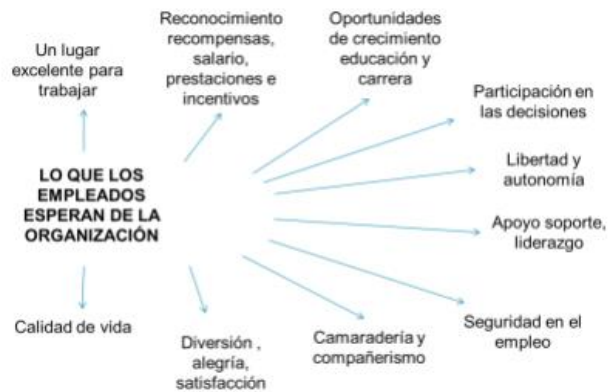 Un lugar
excelente para
trabajar
Reconocimiento
recompensas,
salario,
prestaciones e
incentivos
Oportunidades
de crecimiento
educación y
carrera
Participación en
las decisiones
Libertad y
autonomía
Apoyo soporte,
liderazgo
Seguridad en el
empleo
Camaradería y
compañerismo
Diversión ,
alegría,
satisfacción
Calidad de vida
LO QUE LOS
EMPLEADOS
ESPERAN DE LA
ORGANIZACIÓN